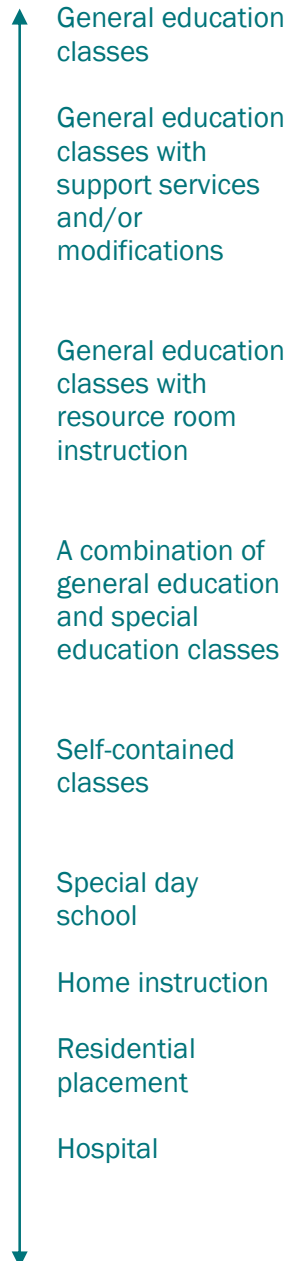 General education
classes
General education
classes with
support services
and/or
modifications
General education
classes with
resource room
instruction
A combination of
general education
and special
education classes
Self-contained
classes
Special day
school
Home instruction
Residential
placement
Hospital